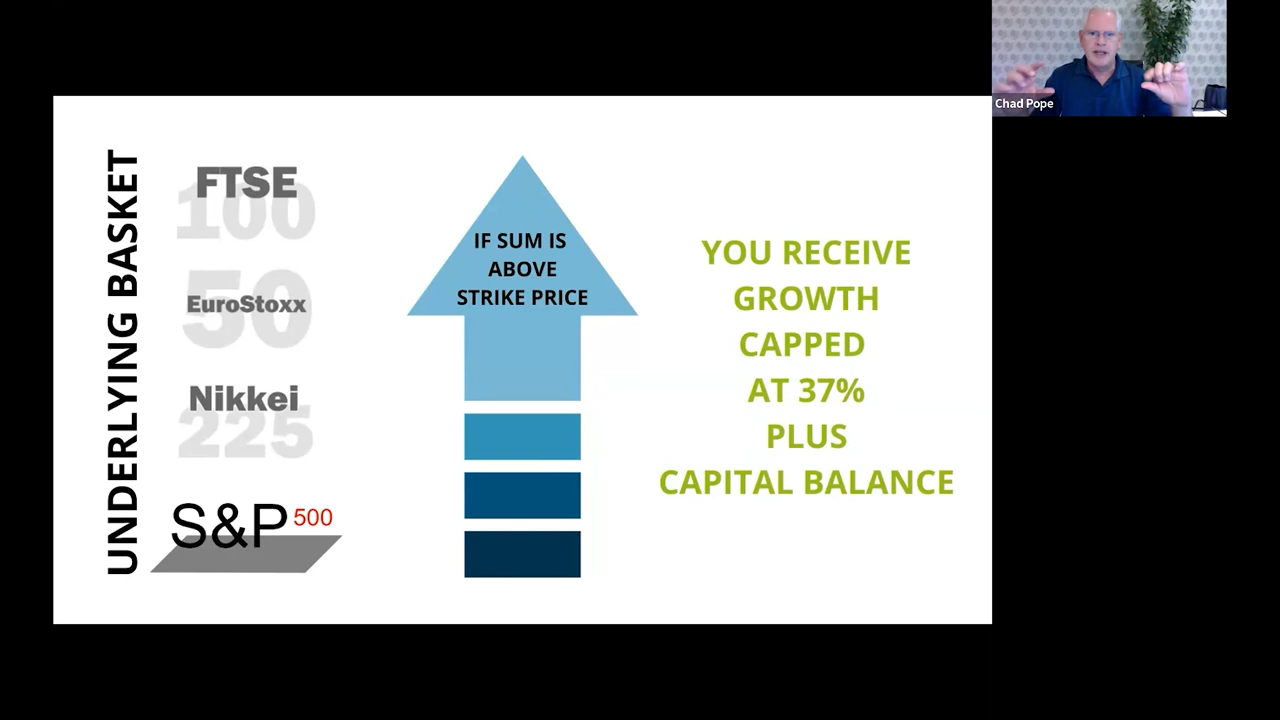 Chad Pope
UNDERLYING BASKET
FTSE
100
EuroStoxx
50
Nikkei
225
S&P 500
IF SUM IS
ABOVE
STRIKE PRICE
YOU RECEIVE
GROWTH
CAPPED
AT 37%
PLUS
CAPITAL BALANCE